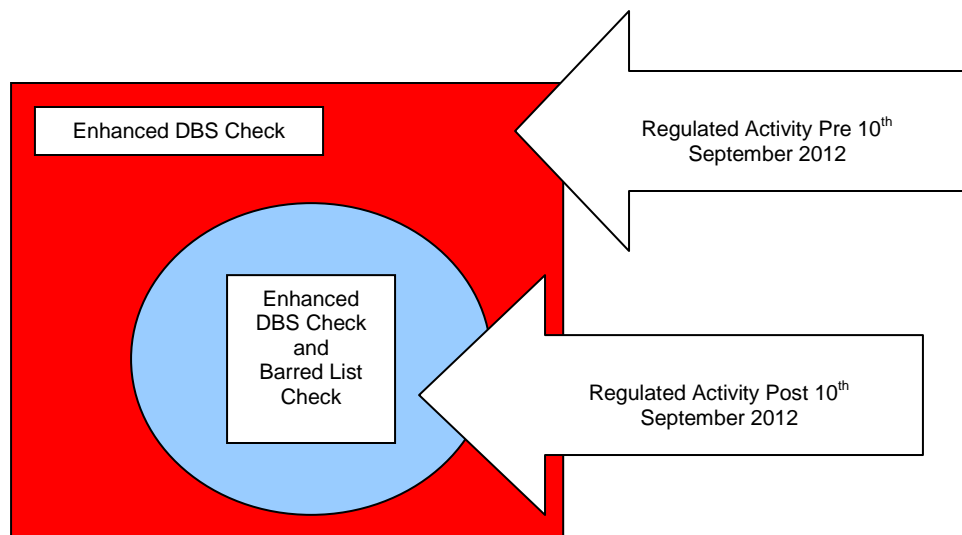 Enhanced DBS Check
Regulated Activity Pre 10th
September 2012
Enhanced
DBS Check
and
Barred List
Check
Regulated Activity Post 10th
September 2012